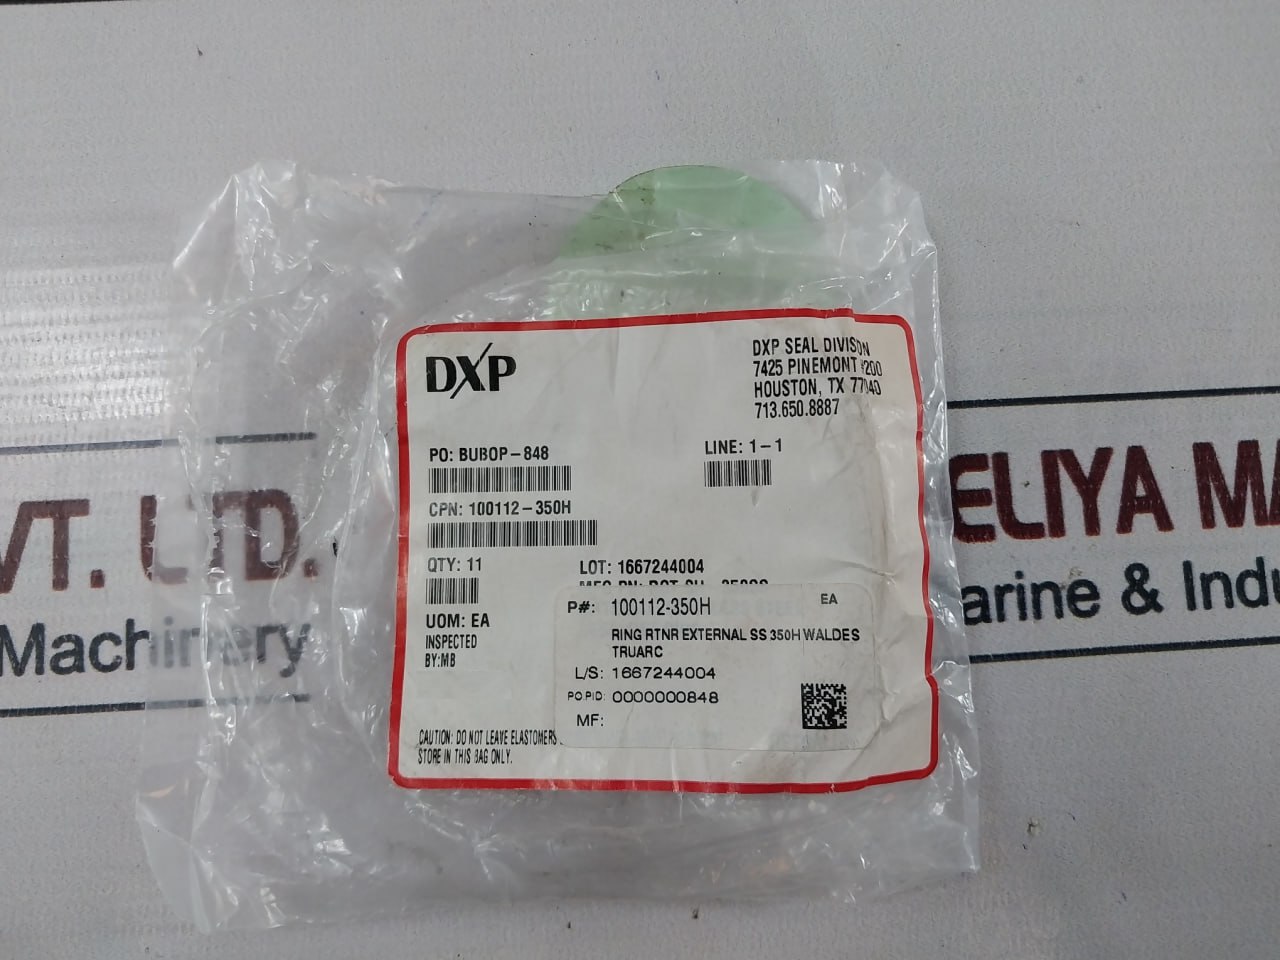 DXP
DXP SEAL DIVISION
7425 PINEMONT #200
HOUSTON, TX 77040
713.650.8887
PO: BUBOP-848
LINE: 1-1
CPN: 100112-350H
QTY: 11
LOT: 1667244004
UOM: EA
INSPECTED
BY:MB
P#: 100112-350H
EA
RING RTNR EXTERNAL SS 350H WALDES
TRUARC
L/S: 1667244004
PO PID: 0000000848
MF:
CAUTION: DO NOT LEAVE ELASTOMERS
STORE IN THIS BAG ONLY.
VT. LTD.
Machinery
ELIYA MA
arine & Indu